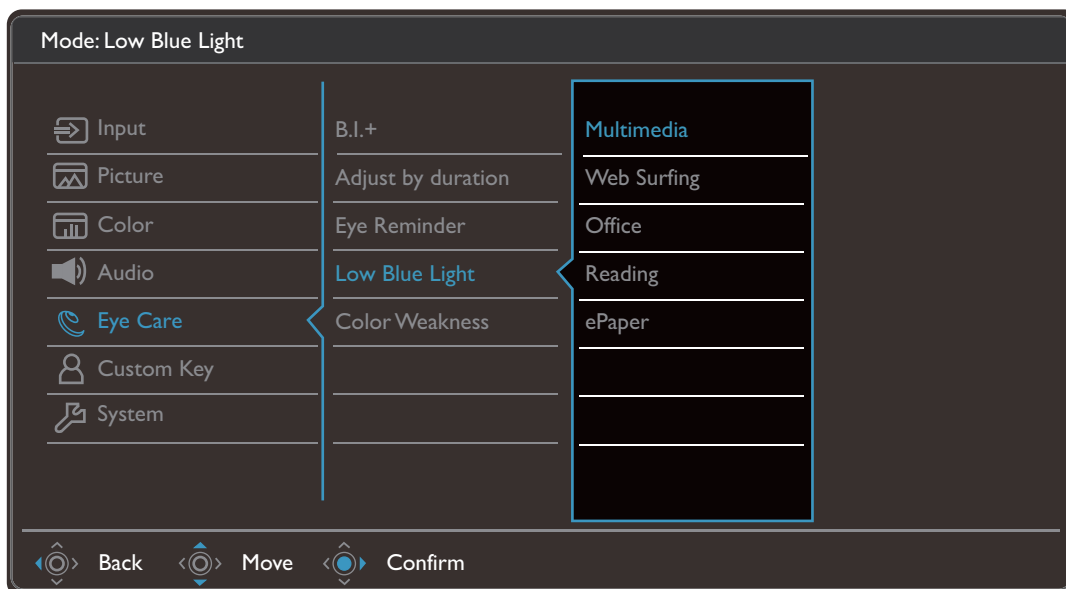 Mode: Low Blue Light
Input
Picture
Color
Audio
Eye Care
Custom Key
System
B.I.+
Adjust by duration
Eye Reminder
Low Blue Light
Color Weakness
Multimedia
Web Surfing
Office
Reading
ePaper
Back Move Confirm